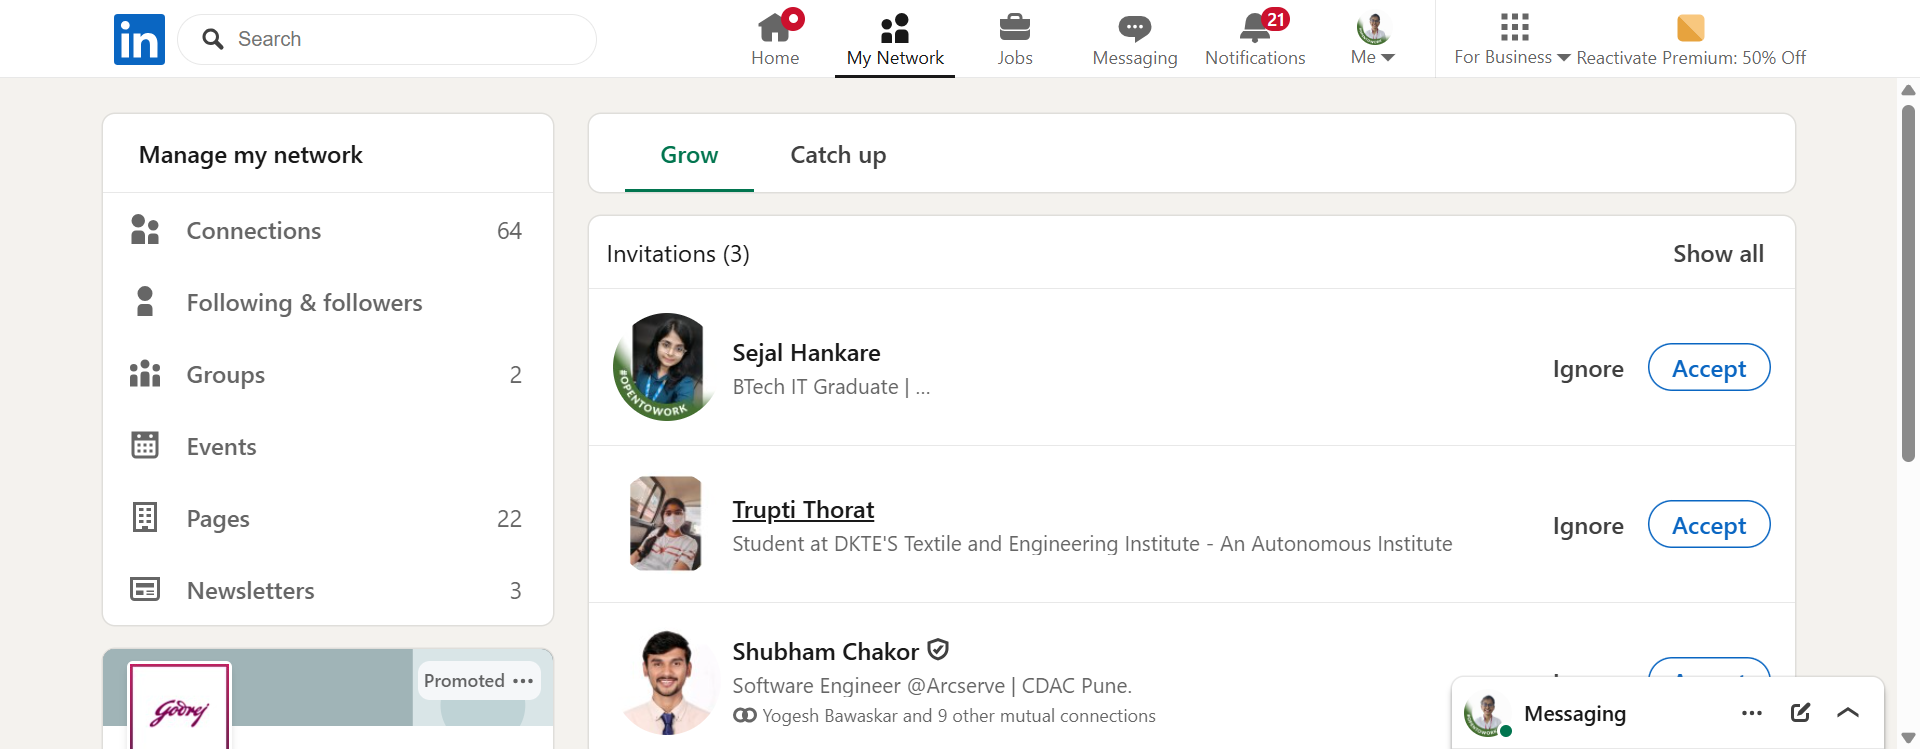 in
Search
Home
My Network
Jobs
Messaging
21
Notifications
Me
For Business
Reactivate Premium: 50% Off
Manage my network
Connections 64
Following & followers
Groups 2
Events
Pages 22
Newsletters 3
Promoted
Godrej
Grow
Catch up
Invitations (3)
Show all
#OPENTOWORK
Sejal Hankare
BTech IT Graduate | ...
Ignore
Accept
Trupti Thorat
Student at DKTE'S Textile and Engineering Institute - An Autonomous Institute
Ignore
Accept
Shubham Chakor
Software Engineer @Arcserve | CDAC Pune.
Yogesh Bawaskar and 9 other mutual connections
Messaging